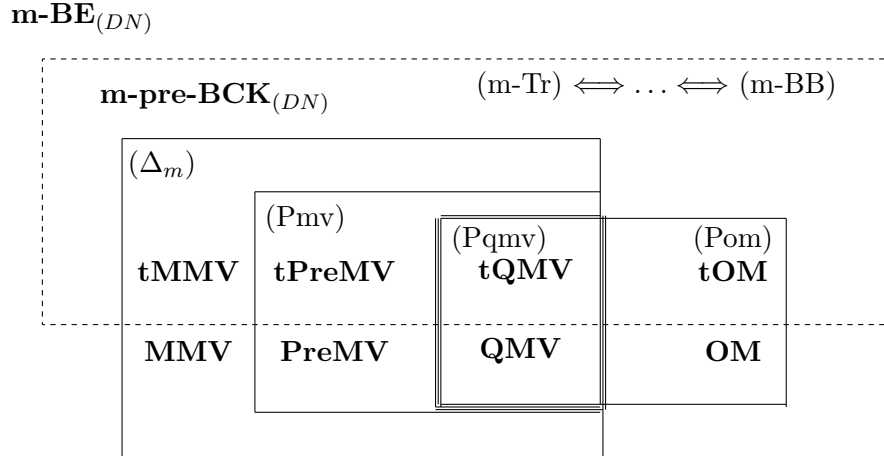 m-BE(DN)
m-pre-BCK(DN) (m-Tr) ⟺ … ⟺ (m-BB)
(Δm)
(Pmv)
(Pqmv) (Pom)
tMMV tPreMV tQMV tOM
MMV PreMV QMV OM